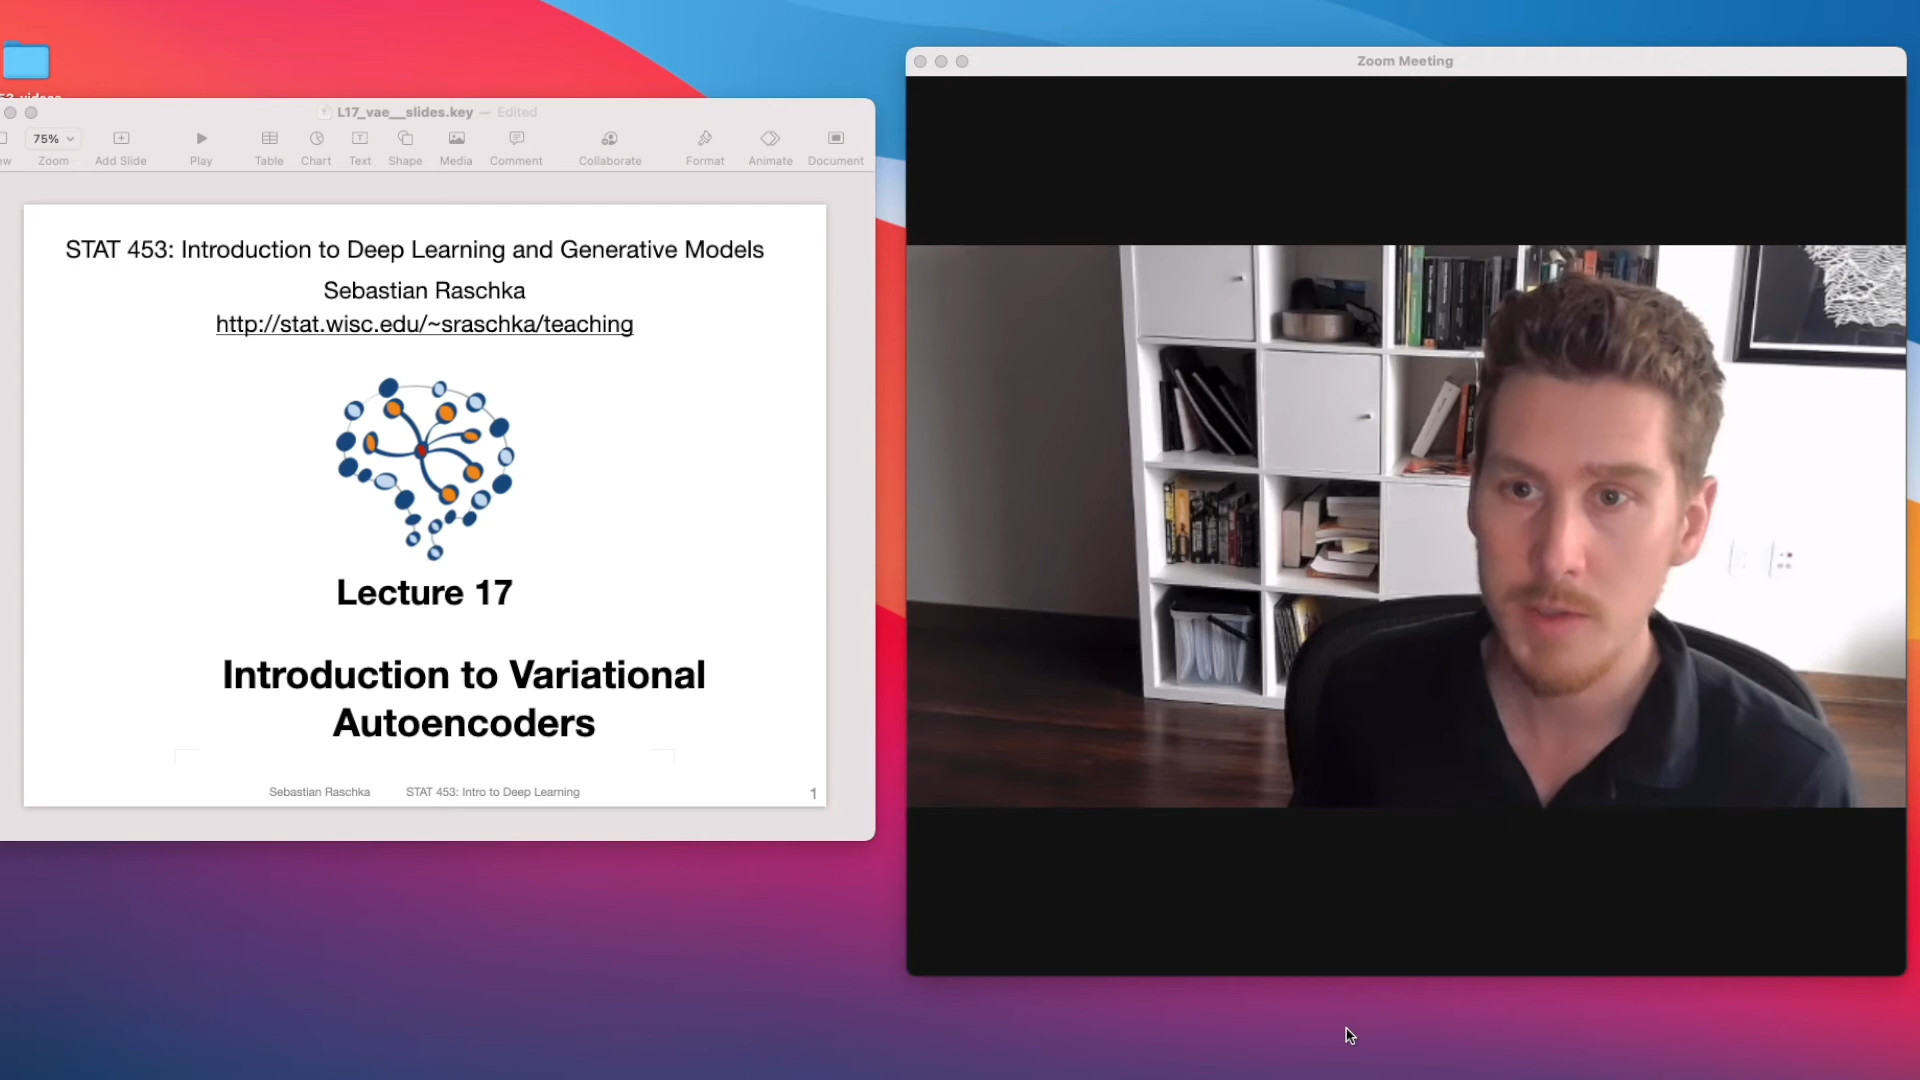 Zoom Meeting
L17_vae__slides.key — Edited
75%
Zoom
Add Slide
Play
Table
Chart
Text
Shape
Media
Comment
Collaborate
Format
Animate
Document
STAT 453: Introduction to Deep Learning and Generative Models
Sebastian Raschka
http://stat.wisc.edu/~sraschka/teaching
Lecture 17
Introduction to Variational
Autoencoders
Sebastian Raschka STAT 453: Intro to Deep Learning 1